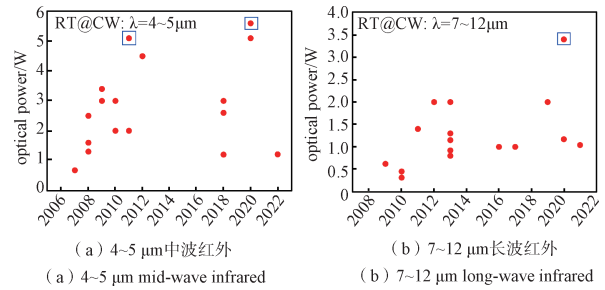 RT@CW: λ=4~5μm
optical power/W
6
5
4
3
2
1
0
2006 2008 2010 2012 2014 2016 2018 2020 2022
(a) 4~5 μm中波红外
(a) 4~5 μm mid-wave infrared
RT@CW: λ=7~12μm
optical power/W
4.0
3.5
3.0
2.5
2.0
1.5
1.0
0.5
0
2008 2010 2012 2014 2016 2018 2020 2022
(b) 7~12 μm长波红外
(b) 7~12 μm long-wave infrared